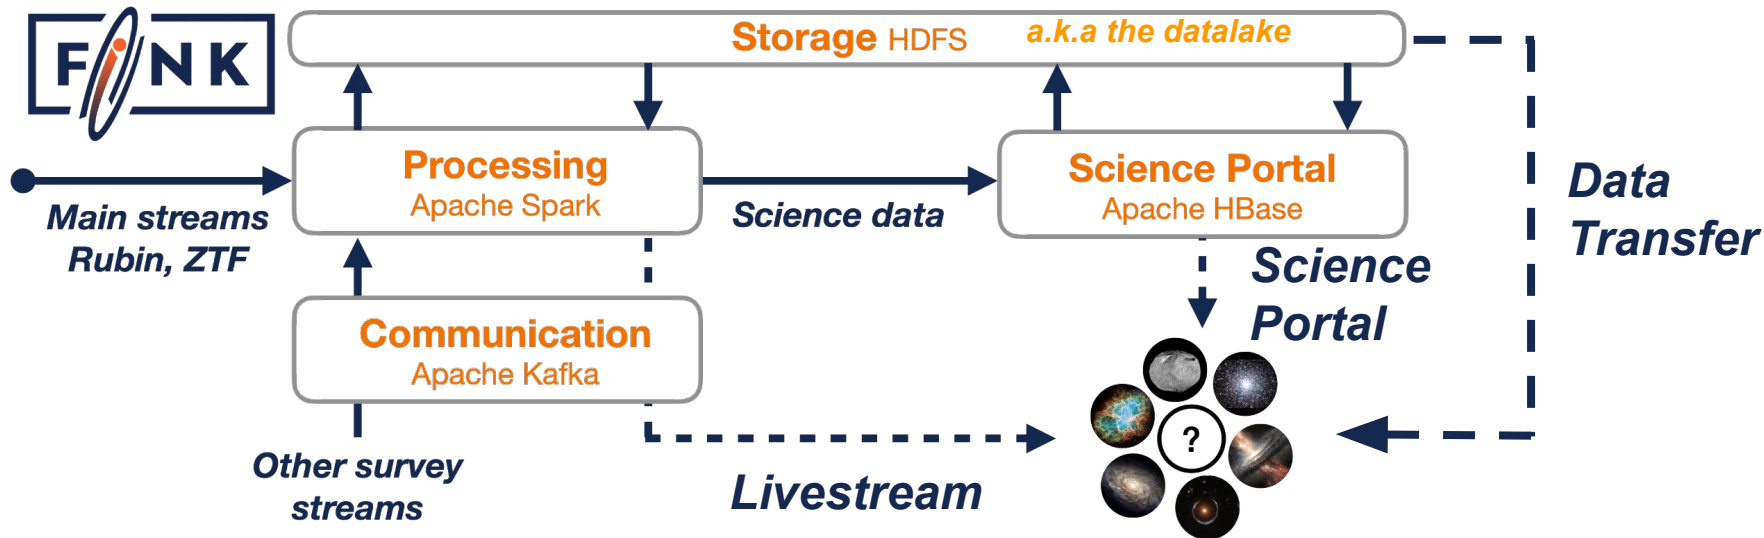 FiNK
Storage HDFS a.k.a the datalake
Processing
Apache Spark
Science Portal
Apache HBase
Main streams
Rubin, ZTF
Science data
Data
Transfer
Science
Portal
Communication
Apache Kafka
?
Other survey
streams
Livestream